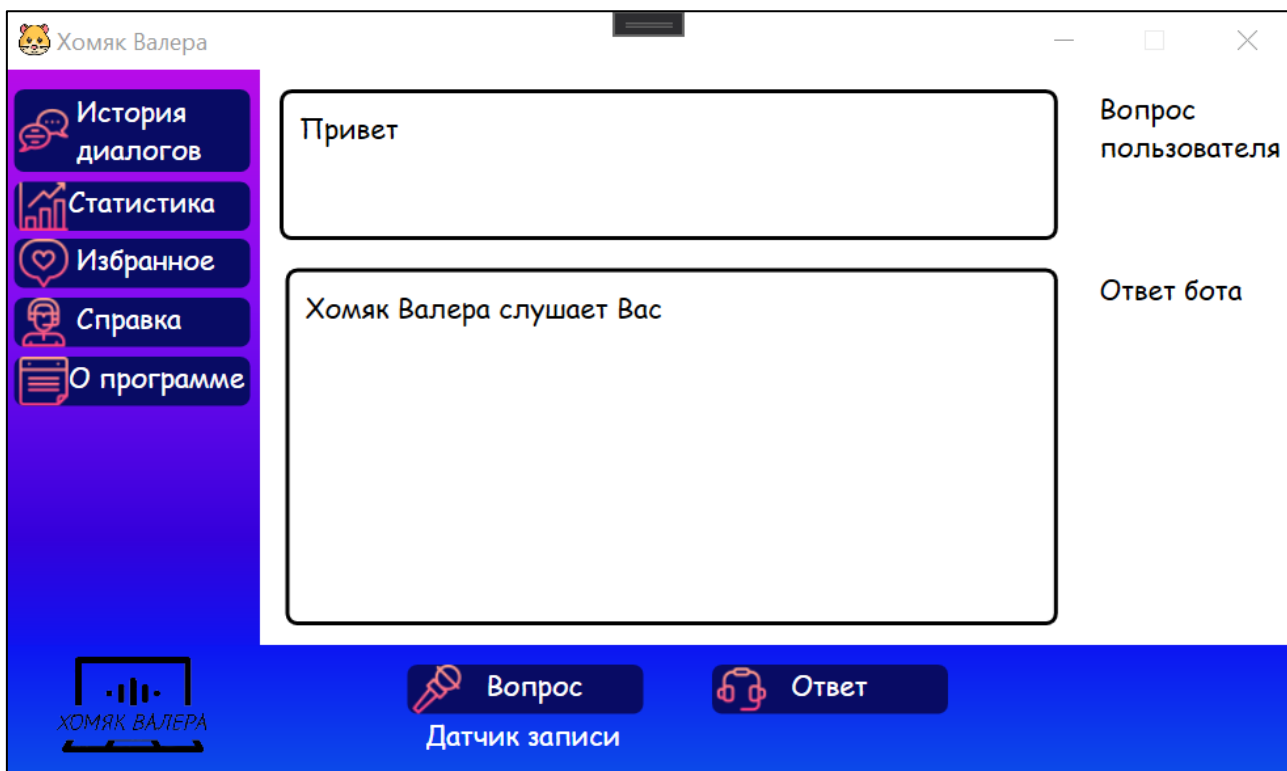 Хомяк Валера
История
диалогов
Статистика
Избранное
Справка
О программе
Привет
Вопрос
пользователя
Хомяк Валера слушает Вас
Ответ бота
ХОМЯК ВАЛЕРА
Вопрос
Ответ
Датчик записи